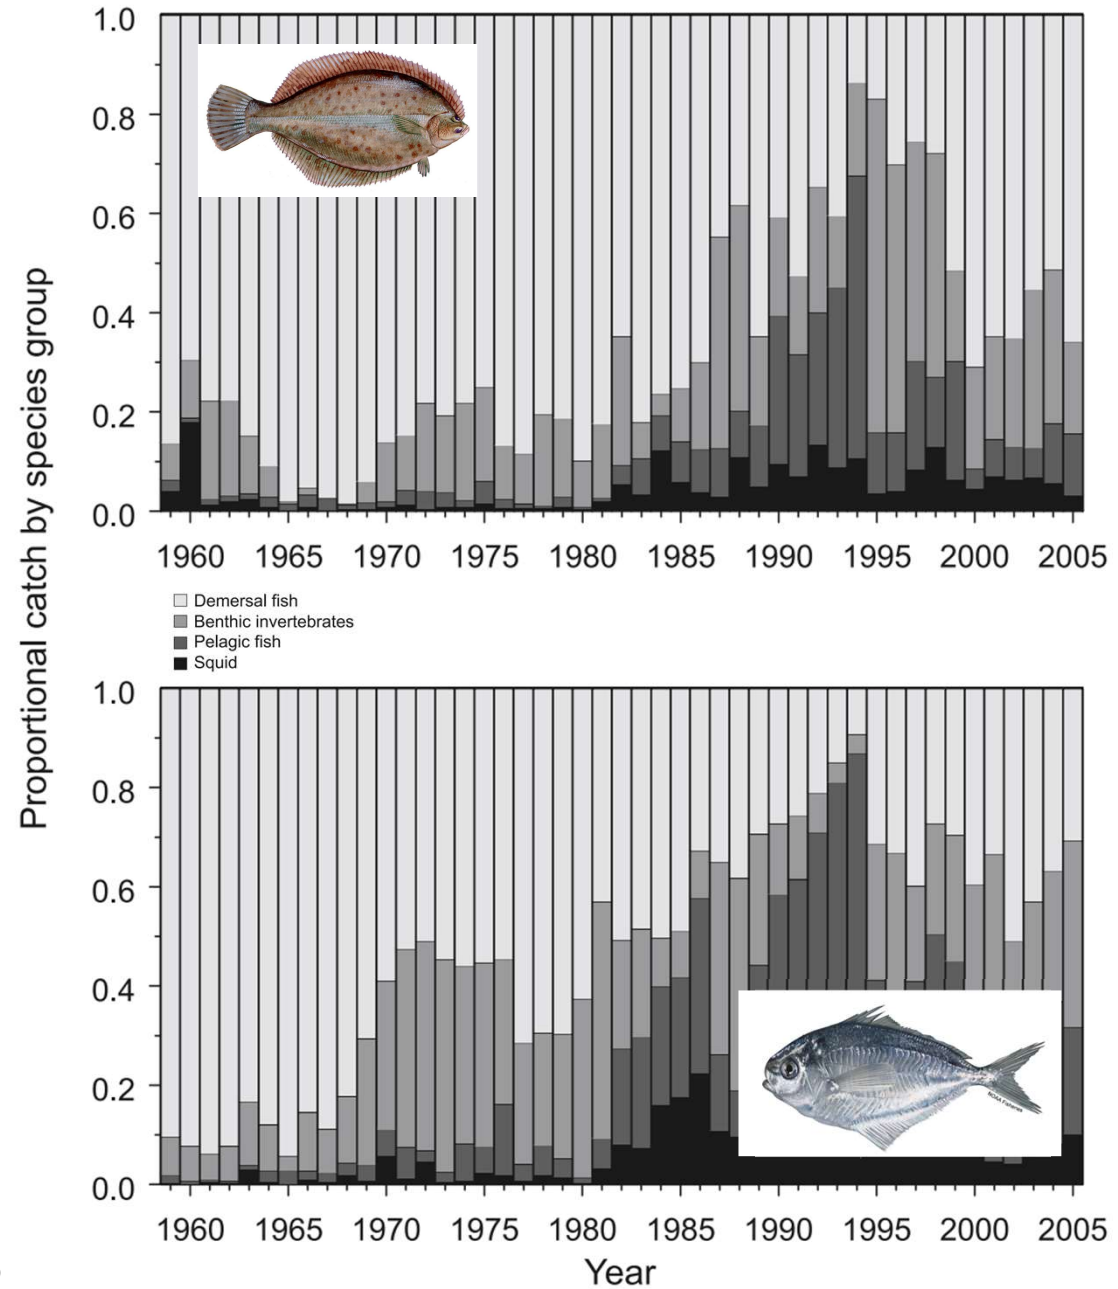 1.0
0.8
0.6
0.4
0.2
0.0
1960 1965 1970 1975 1980 1985 1990 1995 2000 2005
Proportional catch by species group
Demersal fish
Benthic invertebrates
Pelagic fish
Squid
1.0
0.8
0.6
0.4
0.2
0.0
NOAA Fisheries
1960 1965 1970 1975 1980 1985 1990 1995 2000 2005
Year